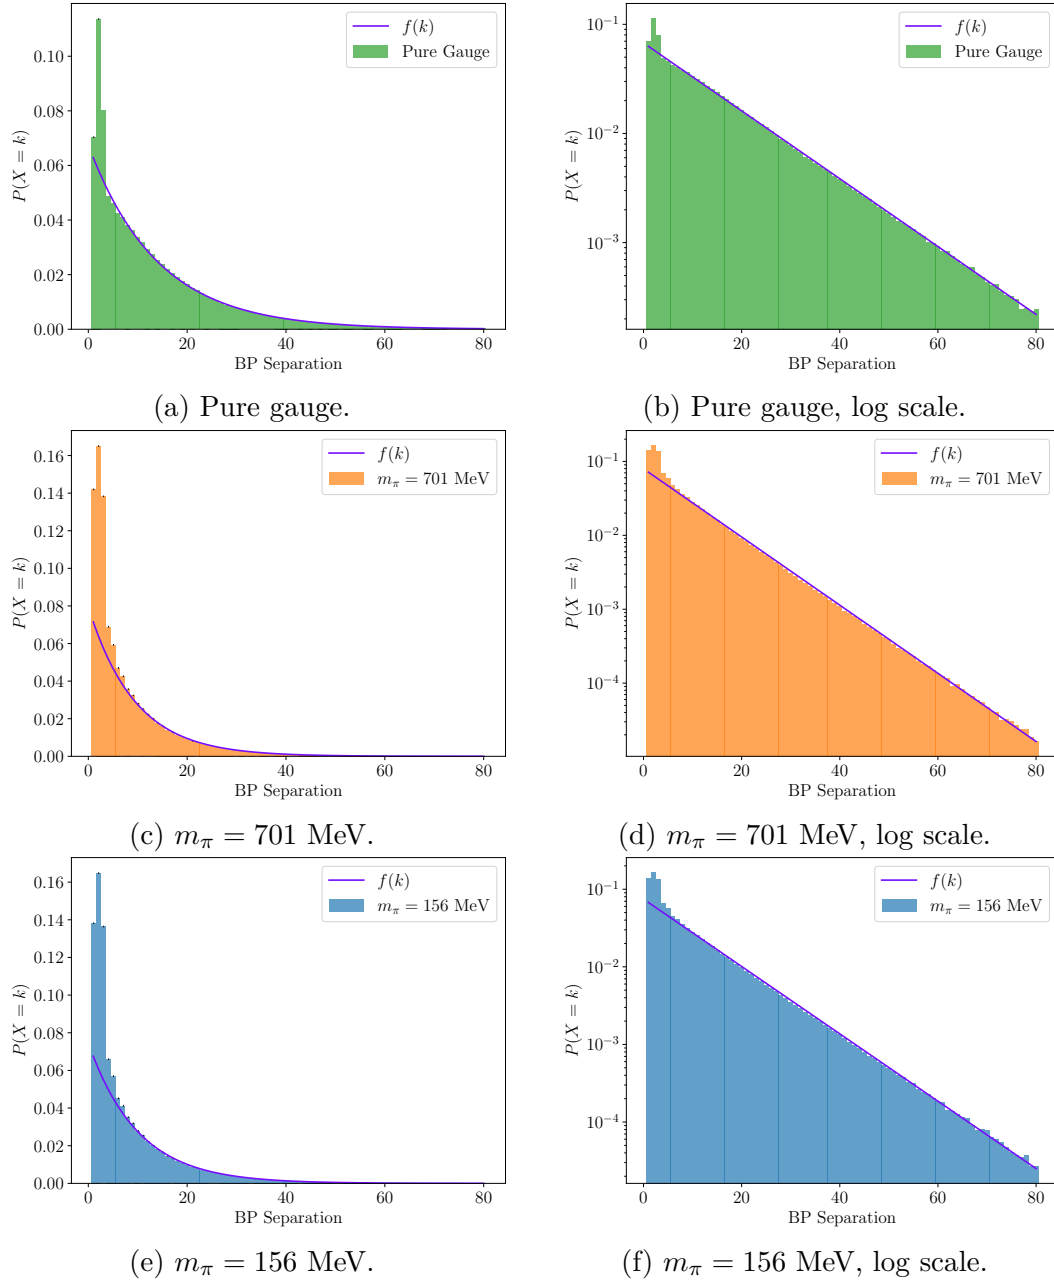 0.10
0.08
0.06
0.04
0.02
0.00
P(X = k)
0 20 40 60 80
BP Separation
f(k)
Pure Gauge
(a) Pure gauge.
10⁻¹
10⁻²
10⁻³
P(X = k)
0 20 40 60 80
BP Separation
f(k)
Pure Gauge
(b) Pure gauge, log scale.
0.16
0.14
0.12
0.10
0.08
0.06
0.04
0.02
0.00
P(X = k)
0 20 40 60 80
BP Separation
f(k)
m_π = 701 MeV
(c) m_π = 701 MeV.
10⁻¹
10⁻²
10⁻³
10⁻⁴
P(X = k)
0 20 40 60 80
BP Separation
f(k)
m_π = 701 MeV
(d) m_π = 701 MeV, log scale.
0.16
0.14
0.12
0.10
0.08
0.06
0.04
0.02
0.00
P(X = k)
0 20 40 60 80
BP Separation
f(k)
m_π = 156 MeV
(e) m_π = 156 MeV.
10⁻¹
10⁻²
10⁻³
10⁻⁴
P(X = k)
0 20 40 60 80
BP Separation
f(k)
m_π = 156 MeV
(f) m_π = 156 MeV, log scale.